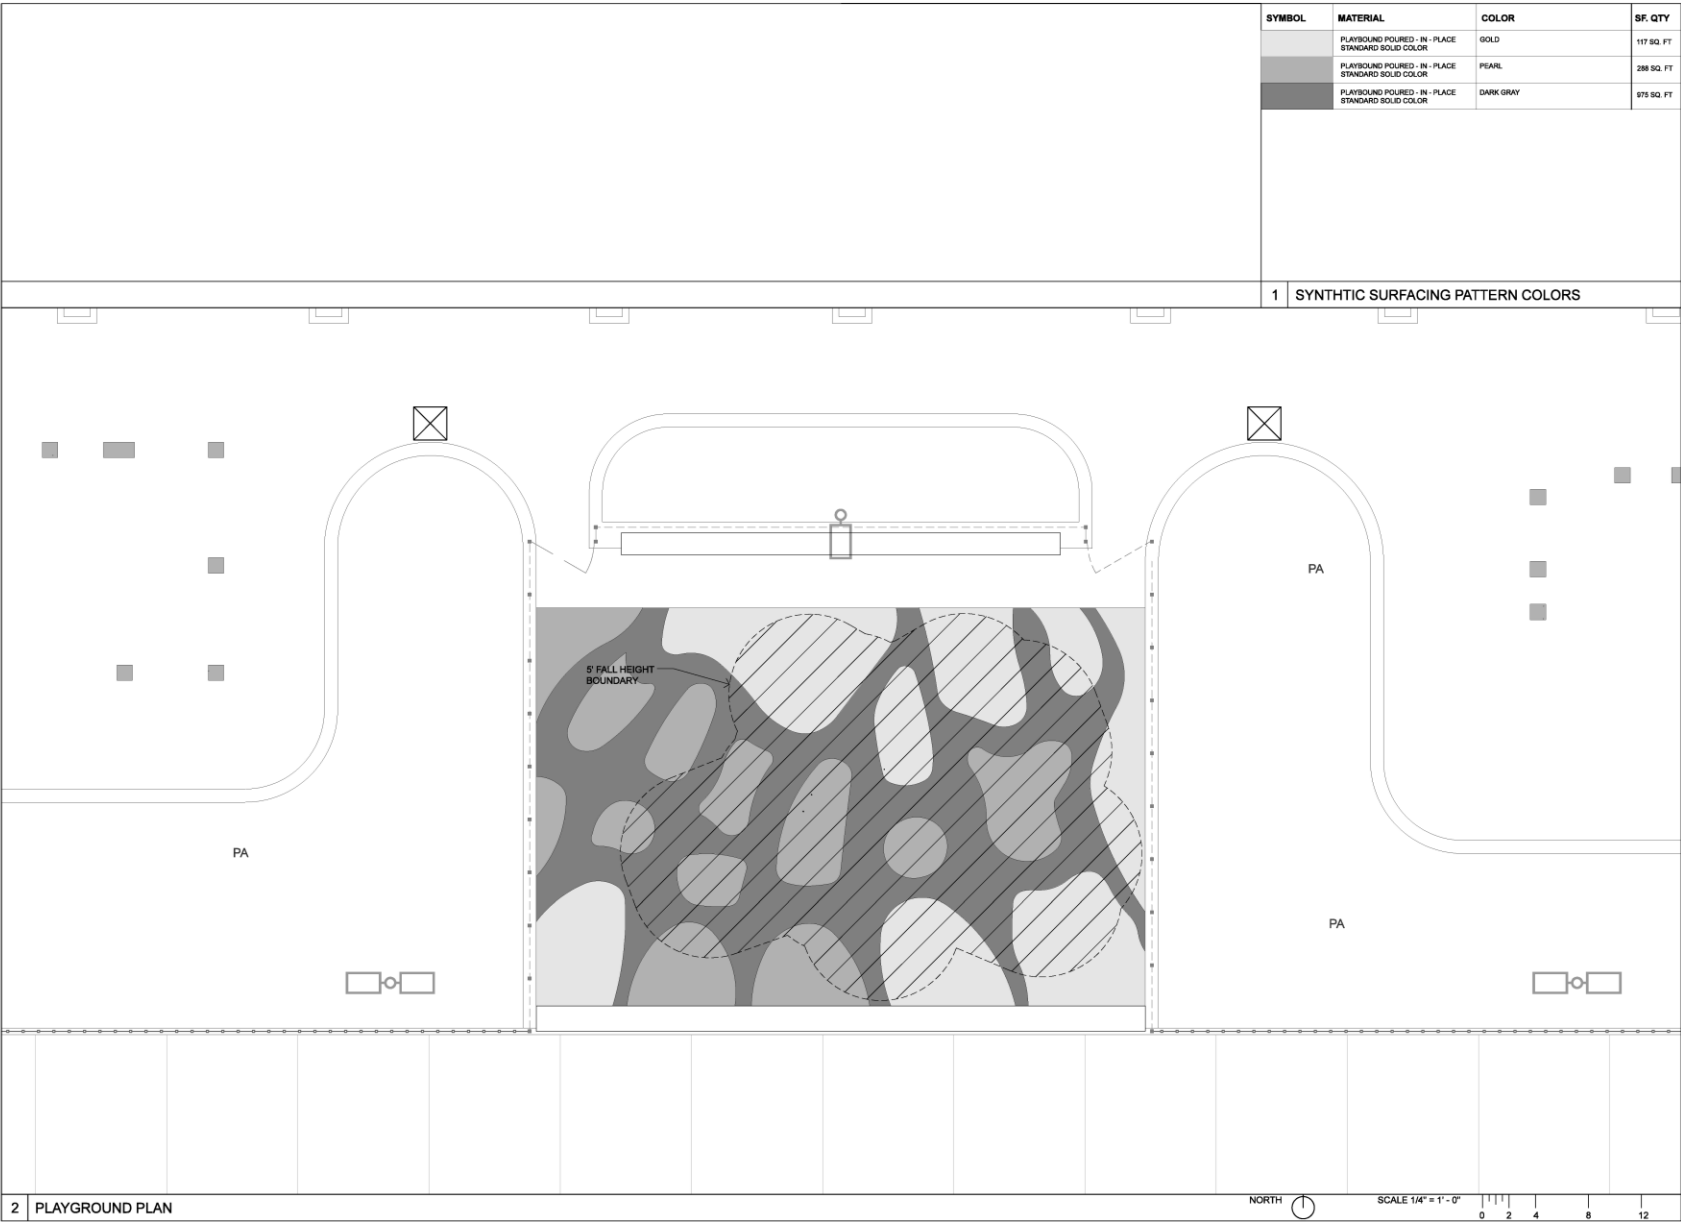 SYMBOL MATERIAL COLOR SF. QTY
PLAYBOUND POURED - IN - PLACE GOLD 117 SQ. FT
STANDARD SOLID COLOR
PLAYBOUND POURED - IN - PLACE PEARL 288 SQ. FT
STANDARD SOLID COLOR
PLAYBOUND POURED - IN - PLACE DARK GRAY 975 SQ. FT
STANDARD SOLID COLOR
1 SYNTHTIC SURFACING PATTERN COLORS
PA
5' FALL HEIGHT
BOUNDARY
PA
PA
2 PLAYGROUND PLAN
NORTH
SCALE 1/4" = 1' - 0"
0 2 4 8 12